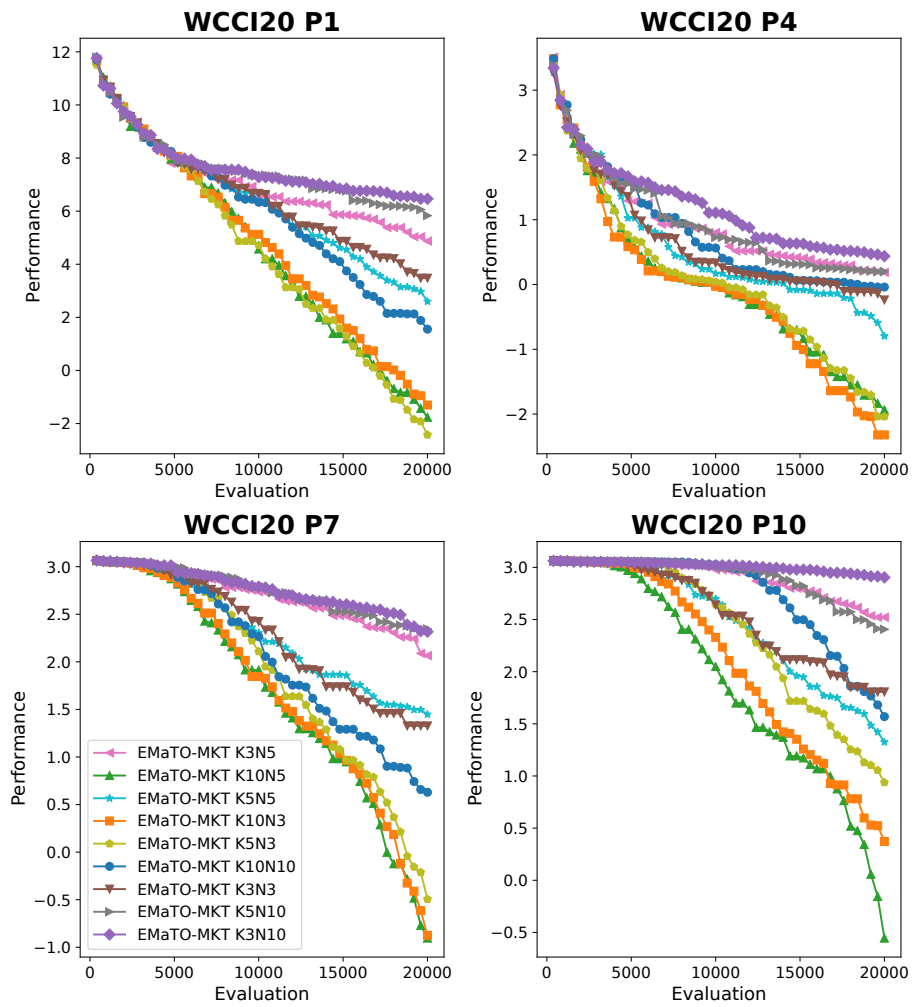 WCCI20 P1
WCCI20 P4
12
10
8
6
4
2
0
−2
Performance
0 5000 10000 15000 20000
Evaluation
3
2
1
0
−1
−2
Performance
0 5000 10000 15000 20000
Evaluation
WCCI20 P7
WCCI20 P10
3.0
2.5
2.0
1.5
1.0
0.5
0.0
−0.5
−1.0
Performance
EMaTO-MKT K3N5
EMaTO-MKT K10N5
EMaTO-MKT K5N5
EMaTO-MKT K10N3
EMaTO-MKT K5N3
EMaTO-MKT K10N10
EMaTO-MKT K3N3
EMaTO-MKT K5N10
EMaTO-MKT K3N10
0 5000 10000 15000 20000
Evaluation
3.0
2.5
2.0
1.5
1.0
0.5
0.0
−0.5
Performance
0 5000 10000 15000 20000
Evaluation